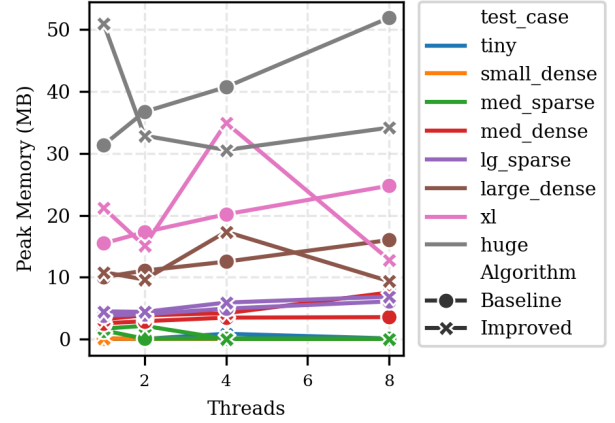 50
40
30
20
10
0
Peak Memory (MB)
2
4
6
8
Threads
test_case
tiny
small_dense
med_sparse
med_dense
lg_sparse
large_dense
xl
huge
Algorithm
Baseline
Improved